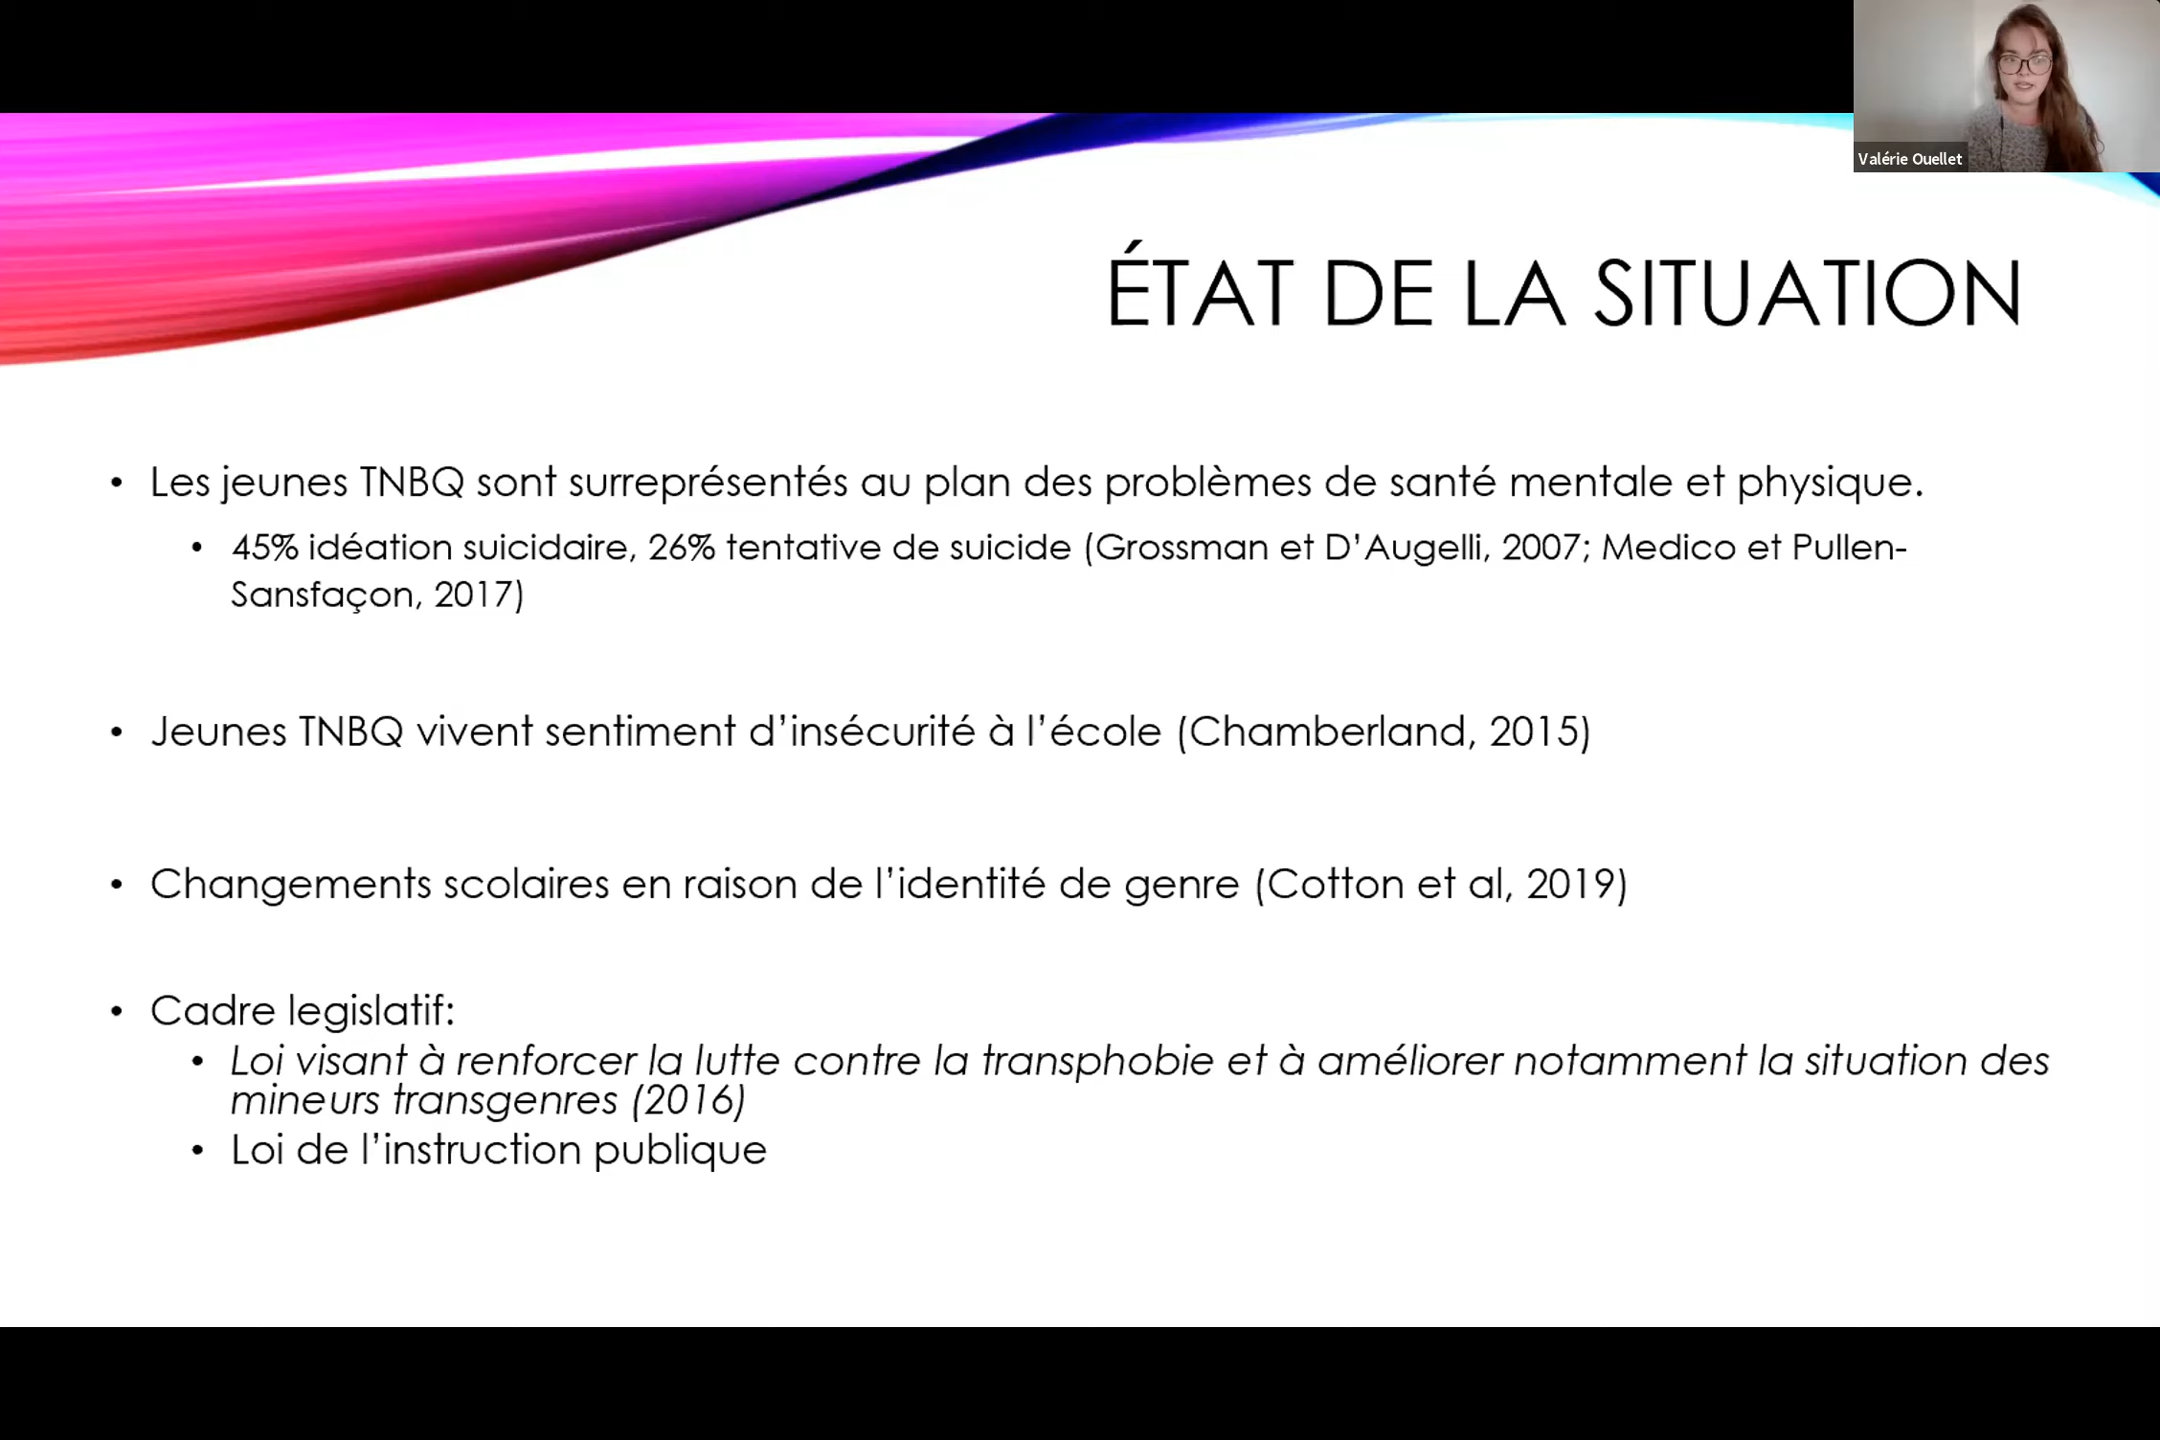 Valérie Ouellet
ÉTAT DE LA SITUATION
• Les jeunes TNBQ sont surreprésentés au plan des problèmes de santé mentale et physique.
• 45% idéation suicidaire, 26% tentative de suicide (Grossman et D’Augelli, 2007; Medico et Pullen-
Sansfaçon, 2017)
• Jeunes TNBQ vivent sentiment d’insécurité à l’école (Chamberland, 2015)
• Changements scolaires en raison de l’identité de genre (Cotton et al, 2019)
• Cadre legislatif:
• Loi visant à renforcer la lutte contre la transphobie et à améliorer notamment la situation des
mineurs transgenres (2016)
• Loi de l’instruction publique